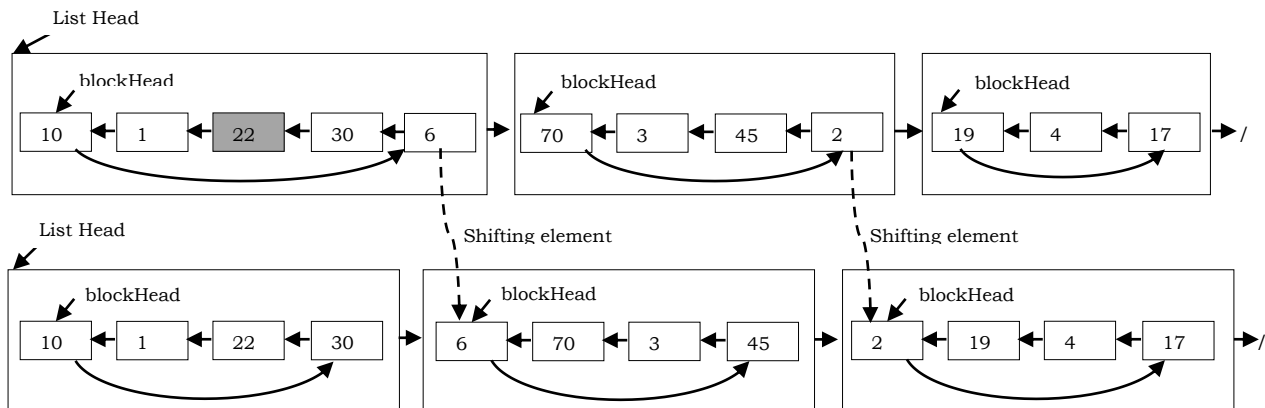 List Head
blockHead blockHead blockHead
10 1 22 30 6 70 3 45 2 19 4 17 /
List Head
Shifting element Shifting element
blockHead blockHead blockHead
10 1 22 30 6 70 3 45 2 19 4 17 /